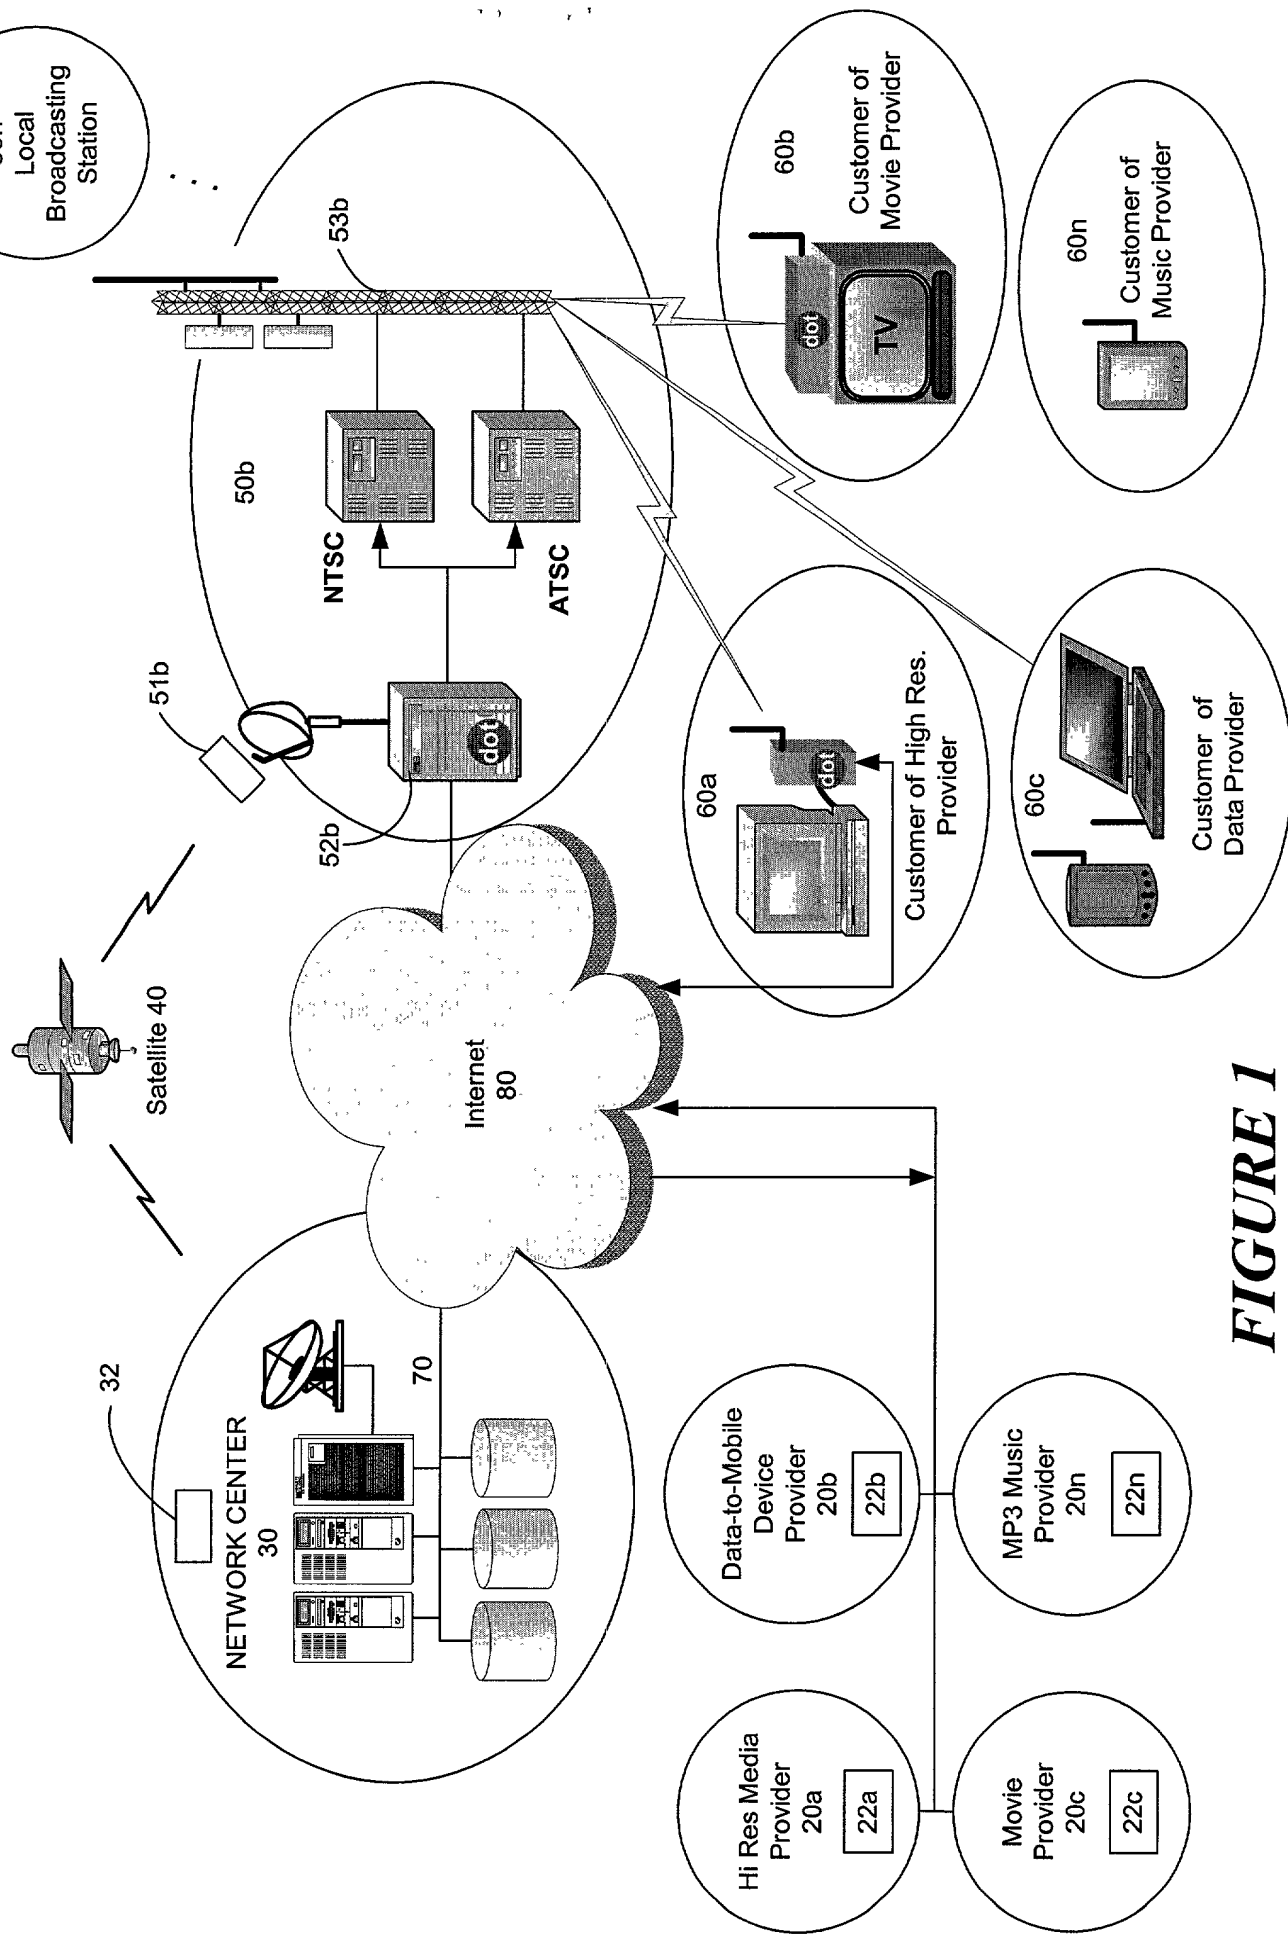 Local
Broadcasting
Station
Satellite 40
51b
52b
50b
53b
NTSC
ATSC
dot
32
NETWORK CENTER
30
70
Internet
80
60a
dot
Customer of High Res.
Provider
60b
dot
TV
Customer of
Movie Provider
60c
Customer of
Data Provider
60n
Customer of
Music Provider
Hi Res Media
Provider
20a
22a
Data-to-Mobile
Device
Provider
20b
22b
Movie
Provider
20c
22c
MP3 Music
Provider
20n
22n
FIGURE 1